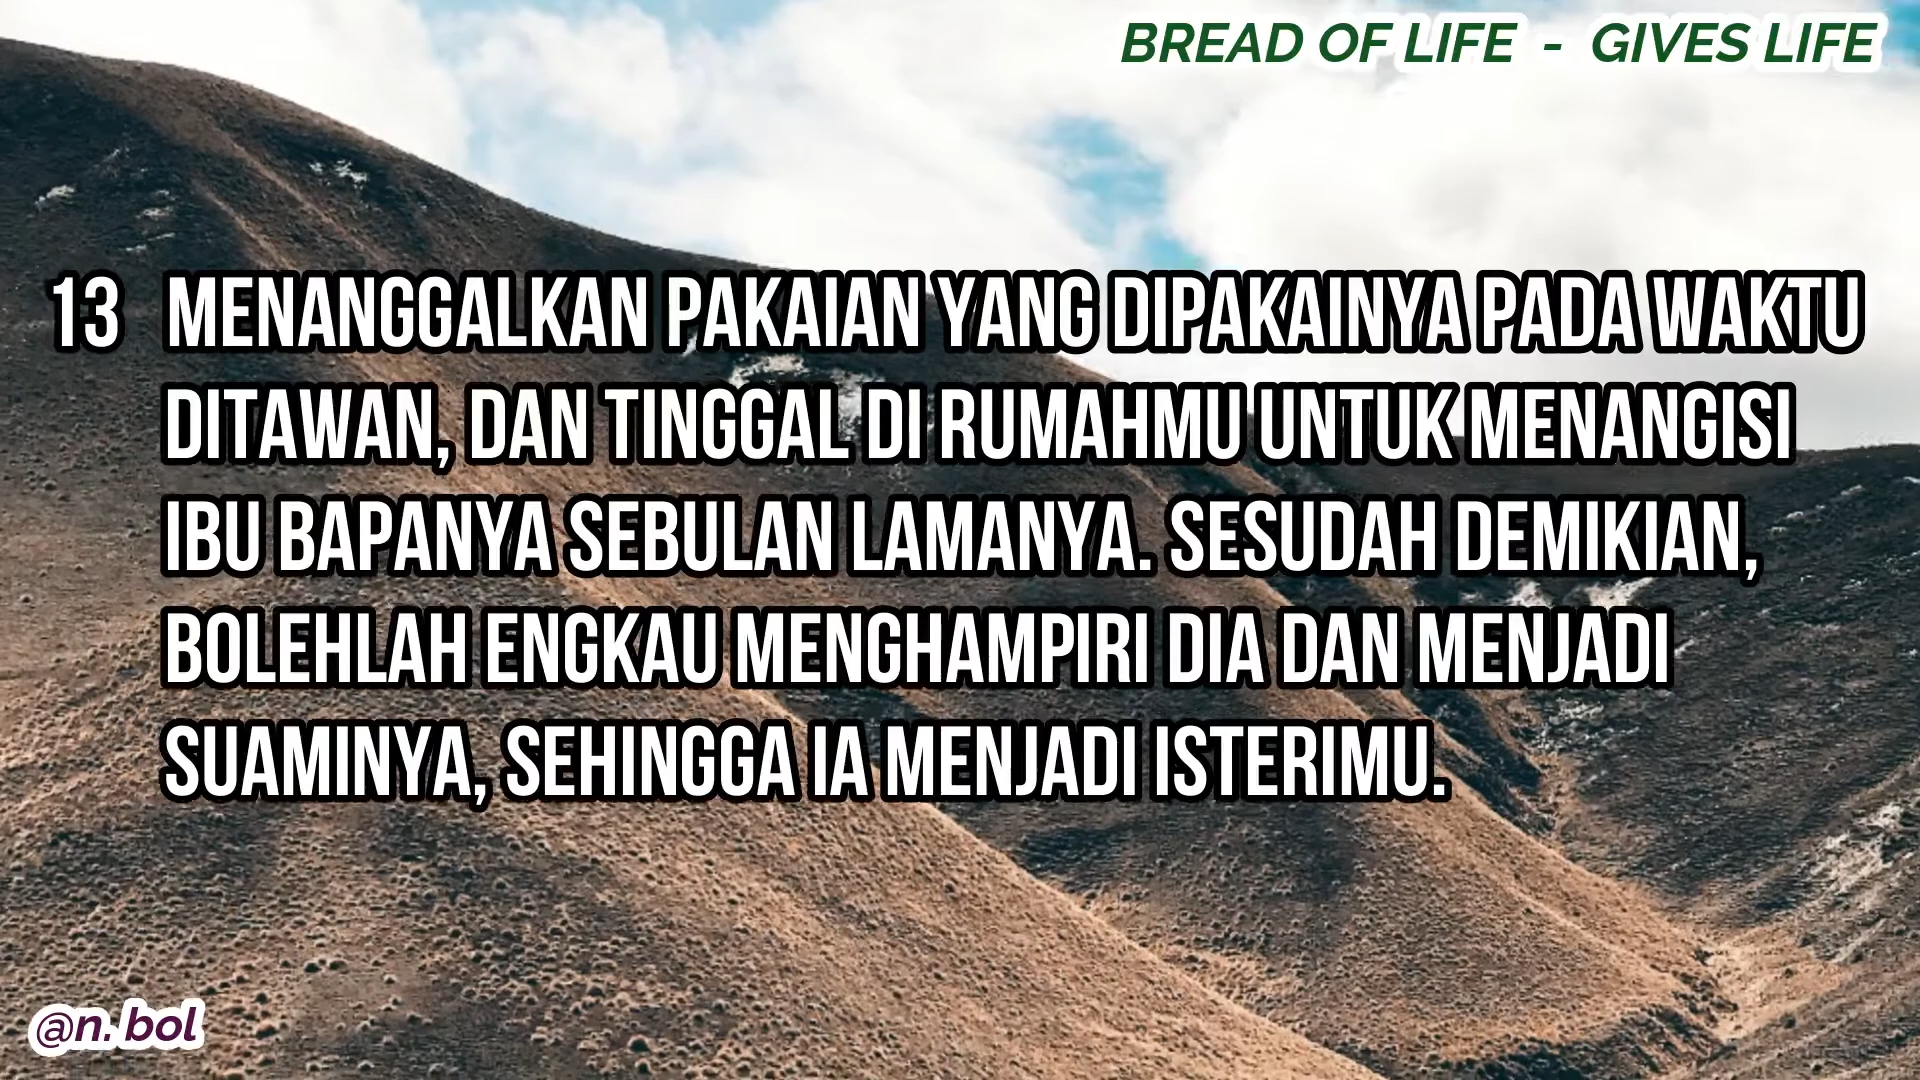 BREAD OF LIFE - GIVES LIFE
13 MENANGGALKAN PAKAIAN YANG DIPAKAINYA PADA WAKTU
DITAWAN, DAN TINGGAL DI RUMAHMU UNTUK MENANGISI
IBU BAPANYA SEBULAN LAMANYA. SESUDAH DEMIKIAN,
BOLEHLAH ENGKAU MENGHAMPIRI DIA DAN MENJADI
SUAMINYA, SEHINGGA IA MENJADI ISTERIMU.
@n. bol